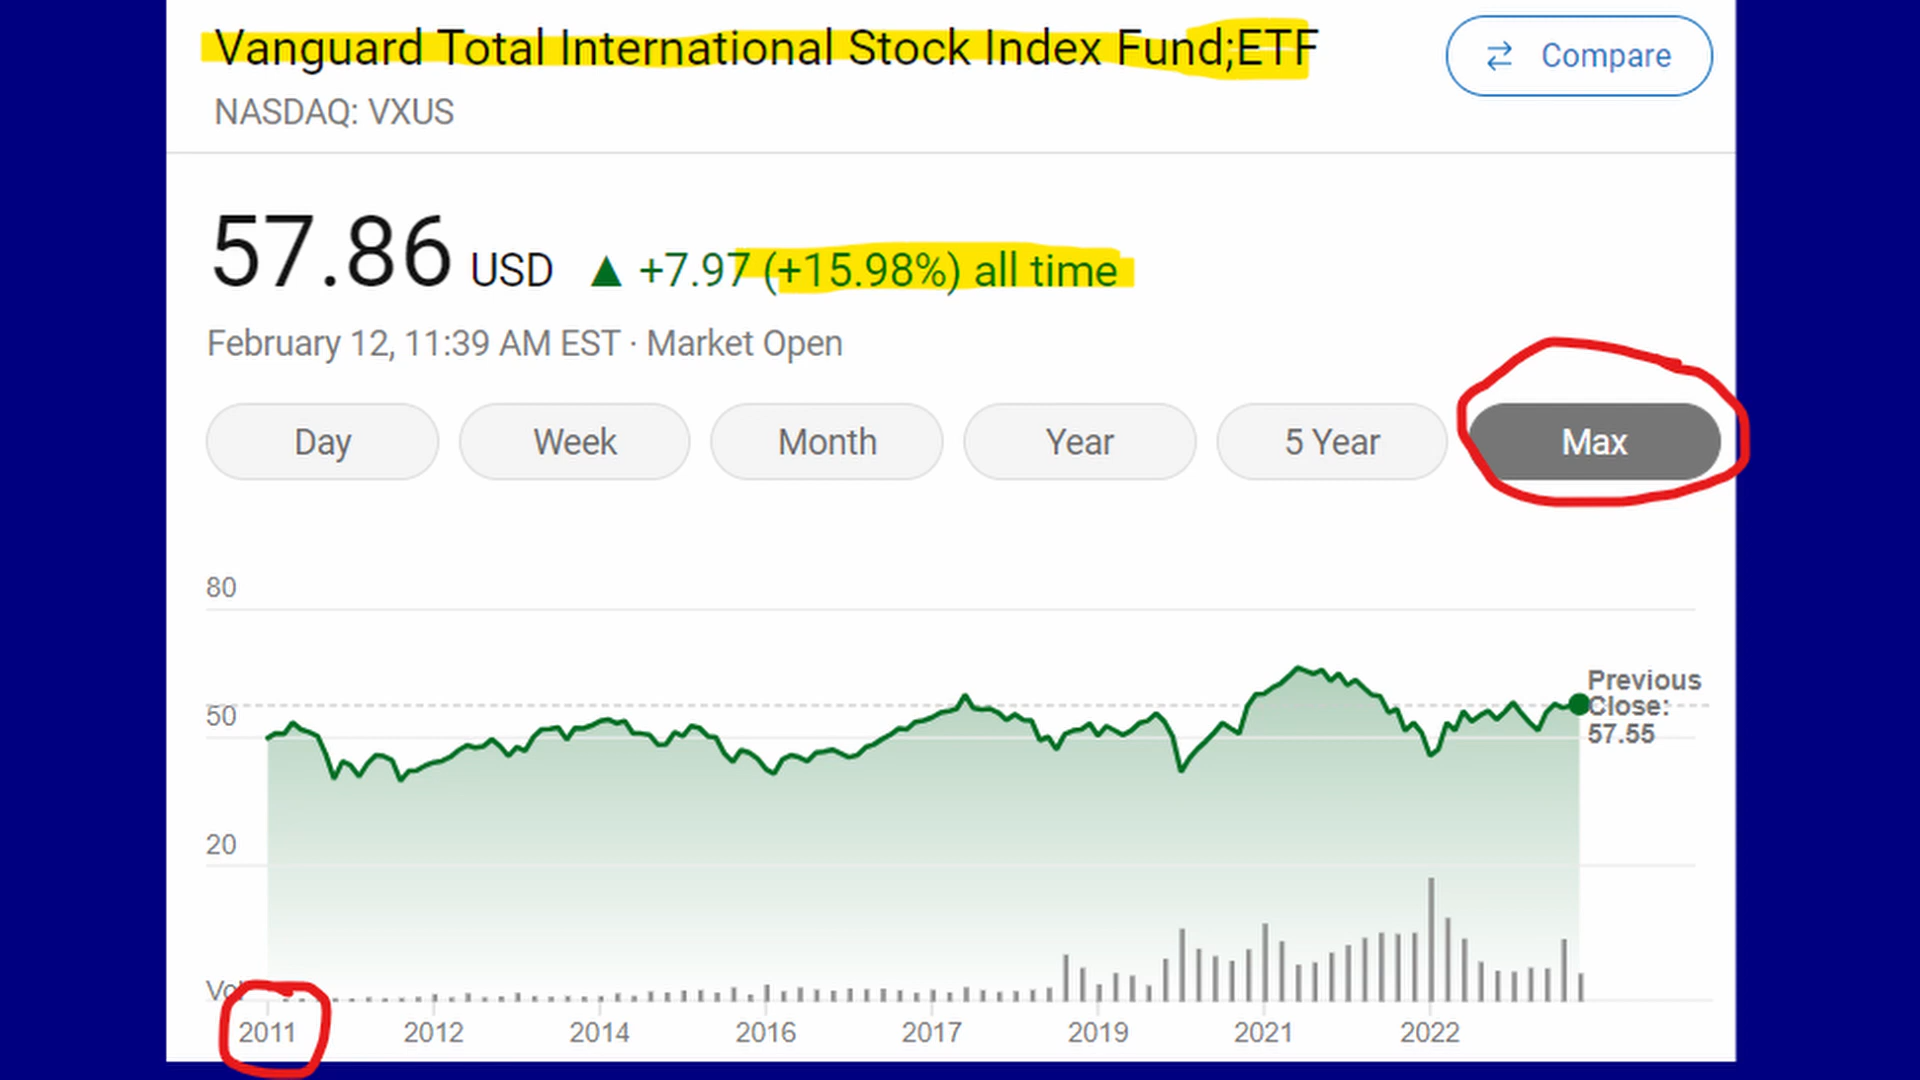 Vanguard Total International Stock Index Fund;ETF
Compare
NASDAQ: VXUS
57.86 USD ▲ +7.97 (+15.98%) all time
February 12, 11:39 AM EST · Market Open
Day Week Month Year 5 Year Max
80
50
20
Previous
Close:
57.55
2011 2012 2014 2016 2017 2019 2021 2022